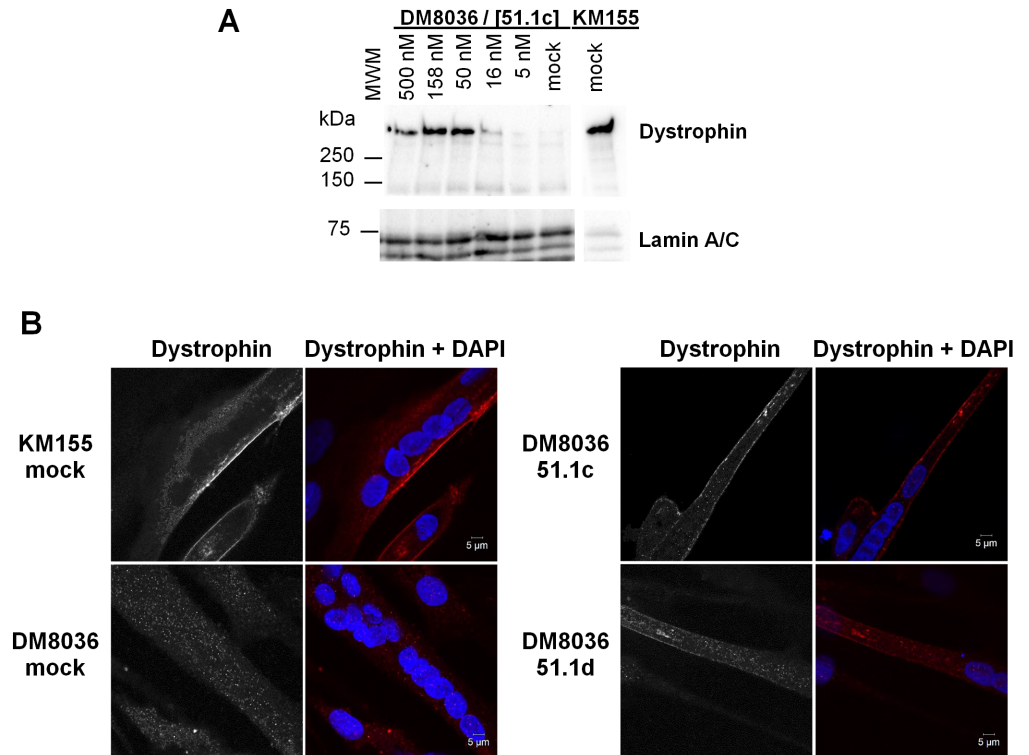 A
DM8036 / [51.1c] KM155
MWM 500 nM 158 nM 50 nM 16 nM 5 nM mock mock
kDa
Dystrophin
250
150
75
Lamin A/C
B
Dystrophin Dystrophin + DAPI Dystrophin Dystrophin + DAPI
KM155
mock
5 µm
DM8036
51.1c
5 µm
DM8036
mock
5 µm
DM8036
51.1d
5 µm